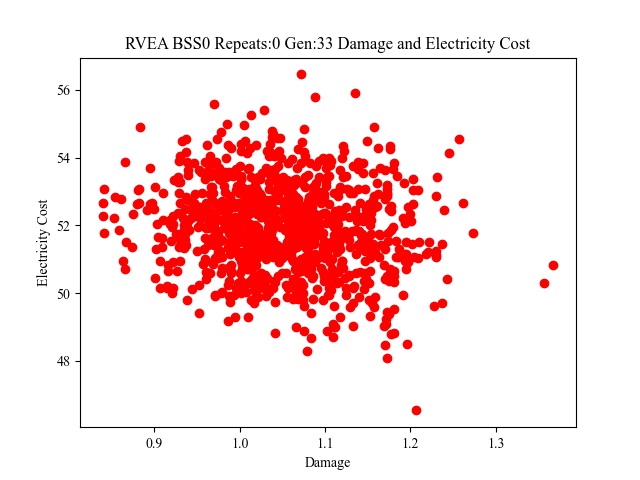 RVEA BSS0 Repeats:0 Gen:33 Damage and Electricity Cost
56
54
52
50
48
Electricity Cost
0.9 1.0 1.1 1.2 1.3
Damage